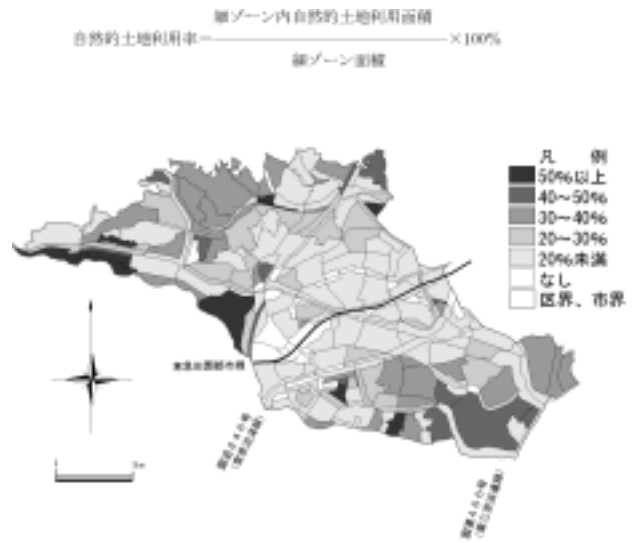 細ゾーン内自然的土地利用面積
自然的土地利用率＝――――――――――×100%
細ゾーン面積
凡 例
50%以上
40～50%
30～40%
20～30%
20%未満
なし
区界、市界